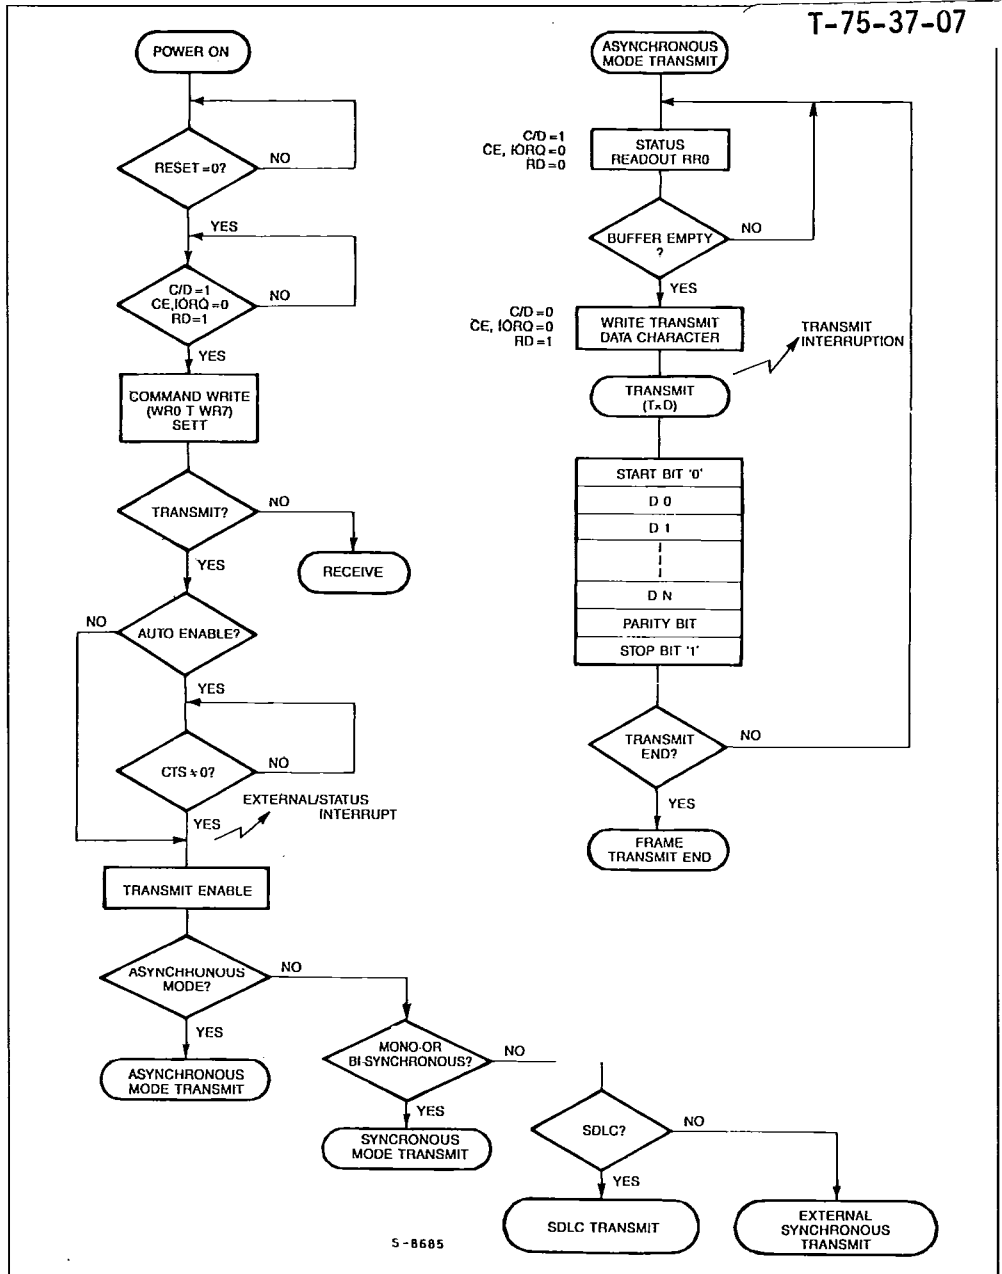 T-75-37-07
POWER ON
RESET=0?
NO
YES
C/D=1
CE,IORQ=0
RD=1
NO
YES
COMMAND WRITE
(WR0 T WR7)
SETT
TRANSMIT?
NO
YES
RECEIVE
NO
AUTO ENABLE?
YES
CTS ≠ 0?
NO
YES
EXTERNAL/STATUS
INTERRUPT
TRANSMIT ENABLE
ASYNCHRONOUS
MODE?
NO
YES
ASYNCHRONOUS
MODE TRANSMIT
MONO-OR
BI-SYNCHRONOUS?
NO
YES
SYNCRONOUS
MODE TRANSMIT
SDLC?
NO
YES
SDLC TRANSMIT
EXTERNAL
SYNCHRONOUS
TRANSMIT
ASYNCHRONOUS
MODE TRANSMIT
C/D=1
CE, IORQ=0
RD=0
STATUS
READOUT RR0
BUFFER EMPTY
?
NO
YES
C/D=0
CE, IORQ=0
RD=1
WRITE TRANSMIT
DATA CHARACTER
TRANSMIT
INTERRUPTION
TRANSMIT
(TxD)
START BIT '0'
D 0
D 1
D N
PARITY BIT
STOP BIT '1'
TRANSMIT
END?
NO
YES
FRAME
TRANSMIT END
S-8685